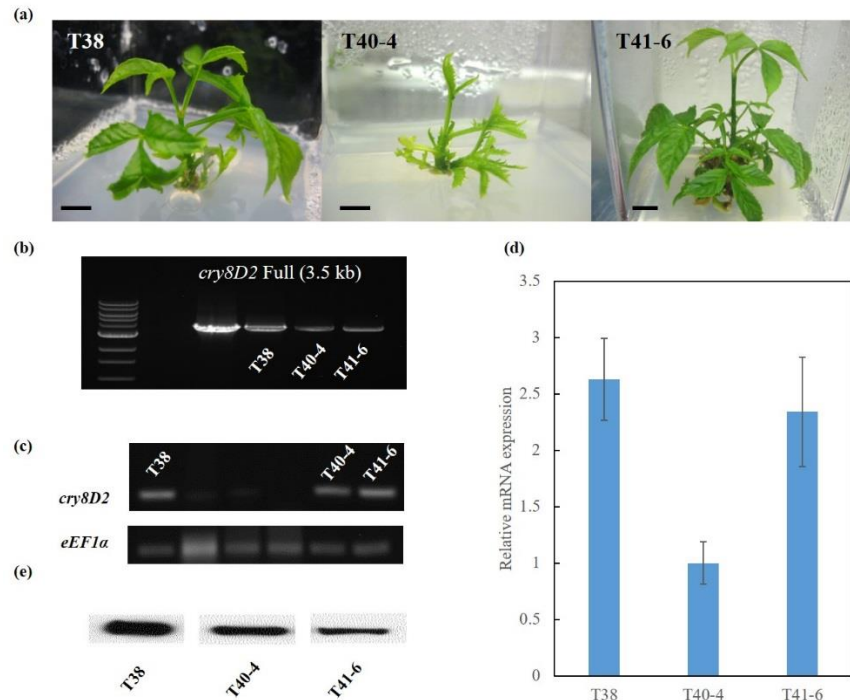 (a)
T38
T40-4
T41-6
(b)
cry8D2 Full (3.5 kb)
T38
T40-4
T41-6
(c)
T38
T40-4
T41-6
cry8D2
eEF1α
(e)
T38
T40-4
T41-6
(d)
Relative mRNA expression
3.5
3
2.5
2
1.5
1
0.5
0
T38
T40-4
T41-6